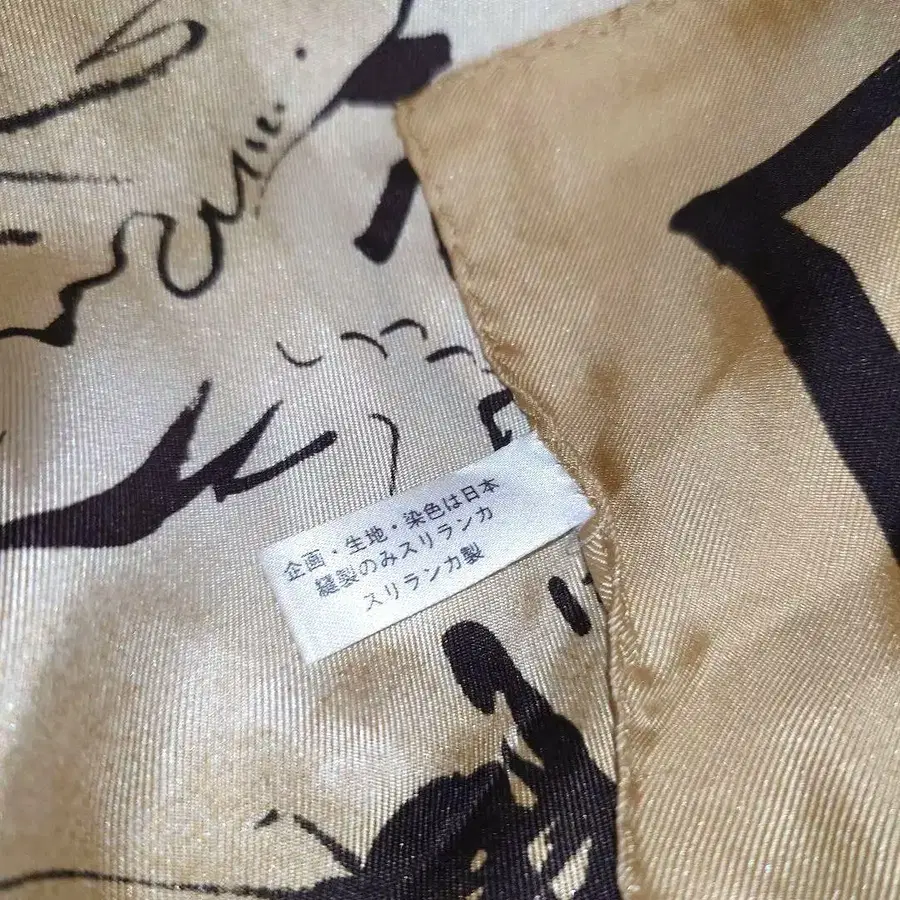 企画・生地・染色は日本
縫製のみスリランカ
スリランカ製